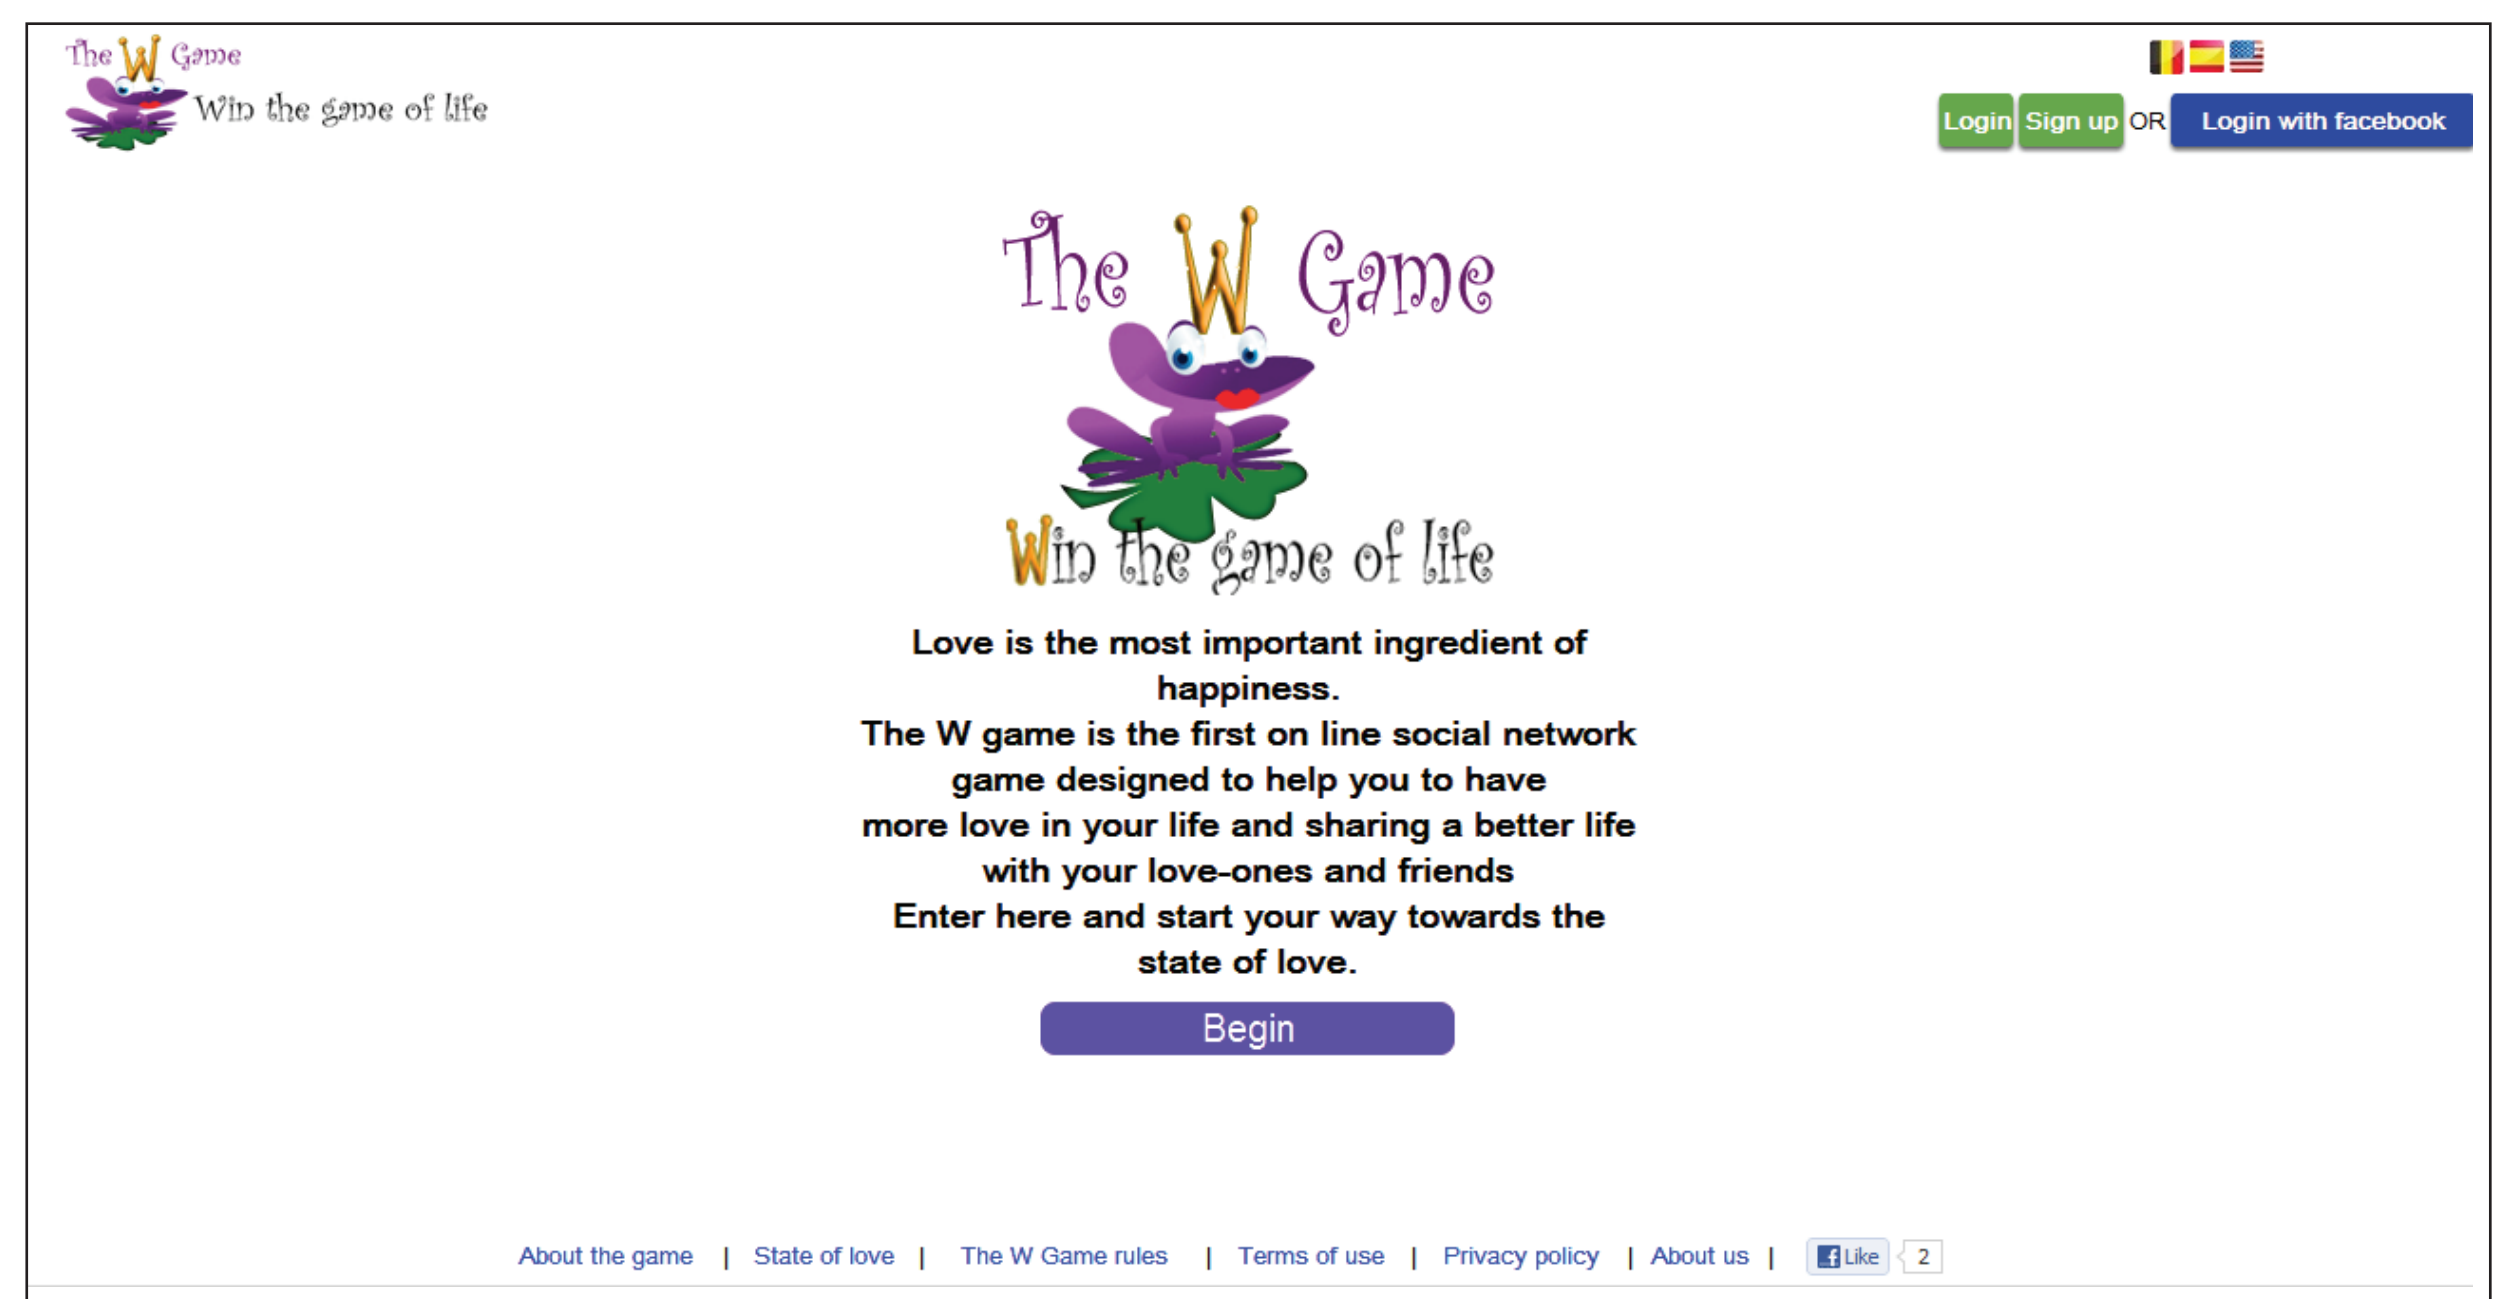 The W Game
Win the game of life
Login Sign up OR Login with facebook
The W Game
Win the game of life
Love is the most important ingredient of
happiness.
The W game is the first on line social network
game designed to help you to have
more love in your life and sharing a better life
with your love-ones and friends
Enter here and start your way towards the
state of love.
Begin
About the game | State of love | The W Game rules | Terms of use | Privacy policy | About us | f Like 2